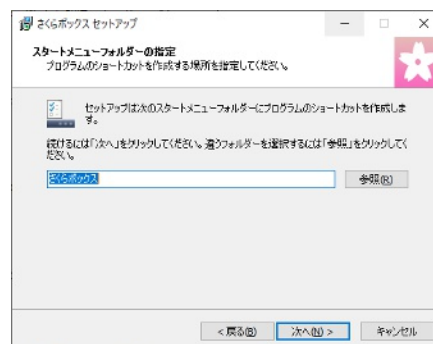 さくらボックス セットアップ
スタートメニューフォルダーの指定
プログラムのショートカットを作成する場所を指定してください。
セットアップは次のスタートメニューフォルダーにプログラムのショートカットを作成しま
す。
続けるには「次へ」をクリックしてください。違うフォルダーを選択するには「参照」をクリックしてく
ださい。
さくらボックス
参照(R)
< 戻る(B)
次へ(N) >
キャンセル